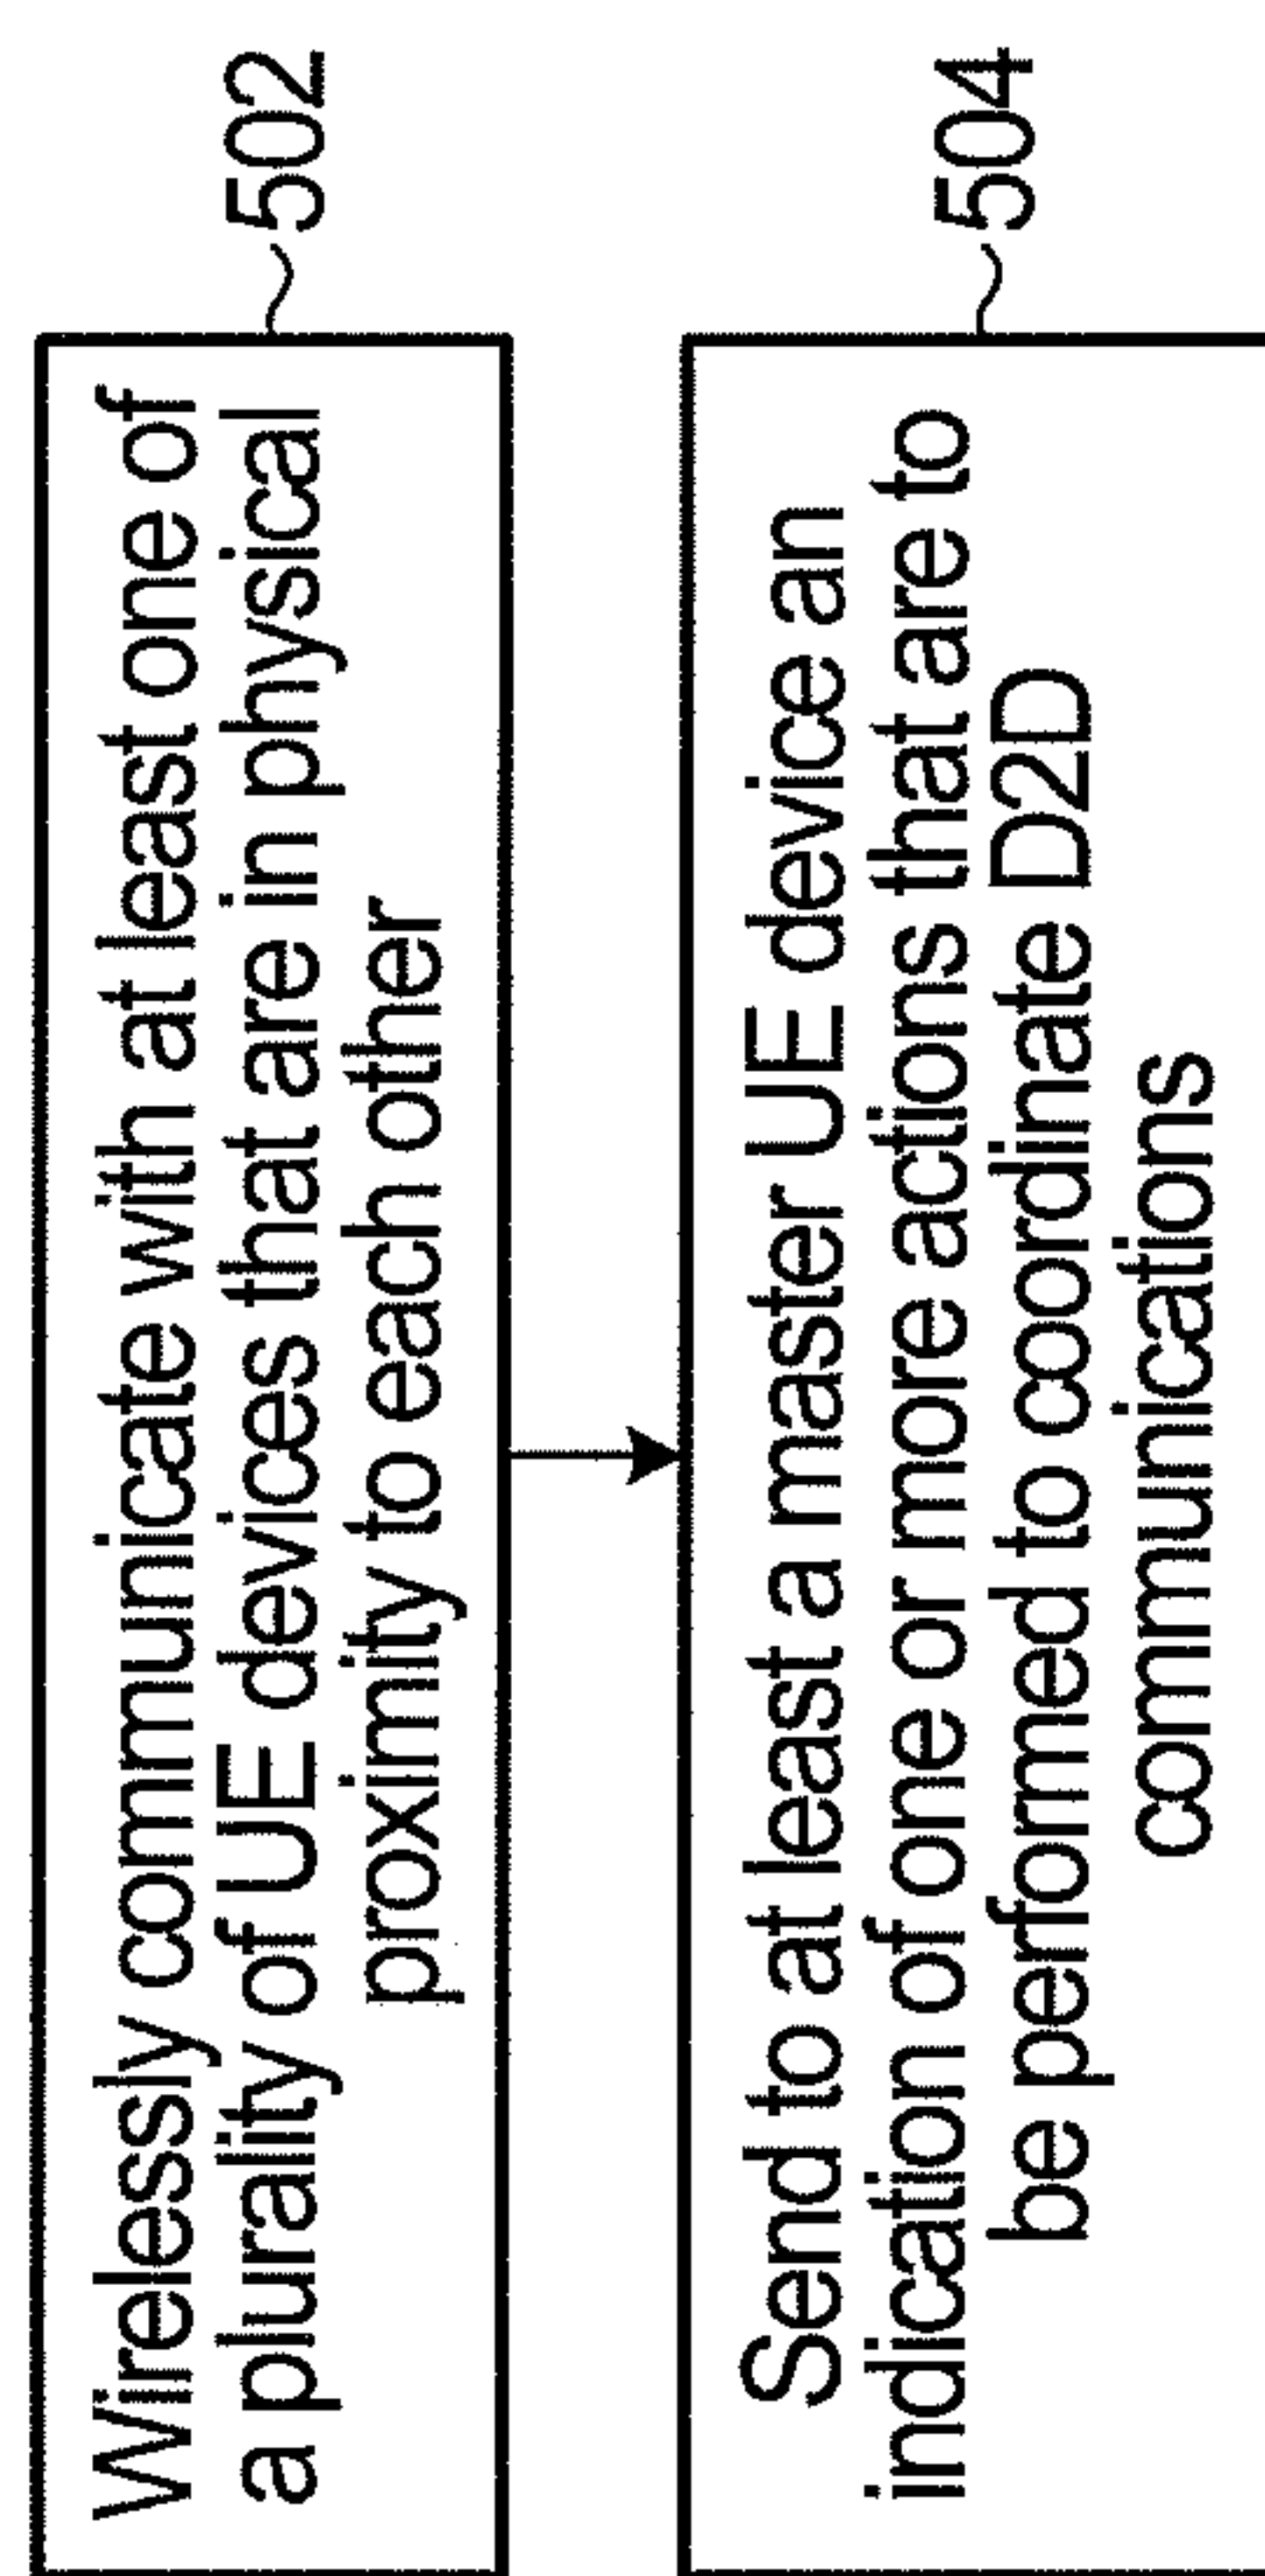 Wirelessly communicate with at least one of
a plurality of UE devices that are in physical
proximity to each other
502
Send to at least a master UE device an
indication of one or more actions that are to
be performed to coordinate D2D
communications
504